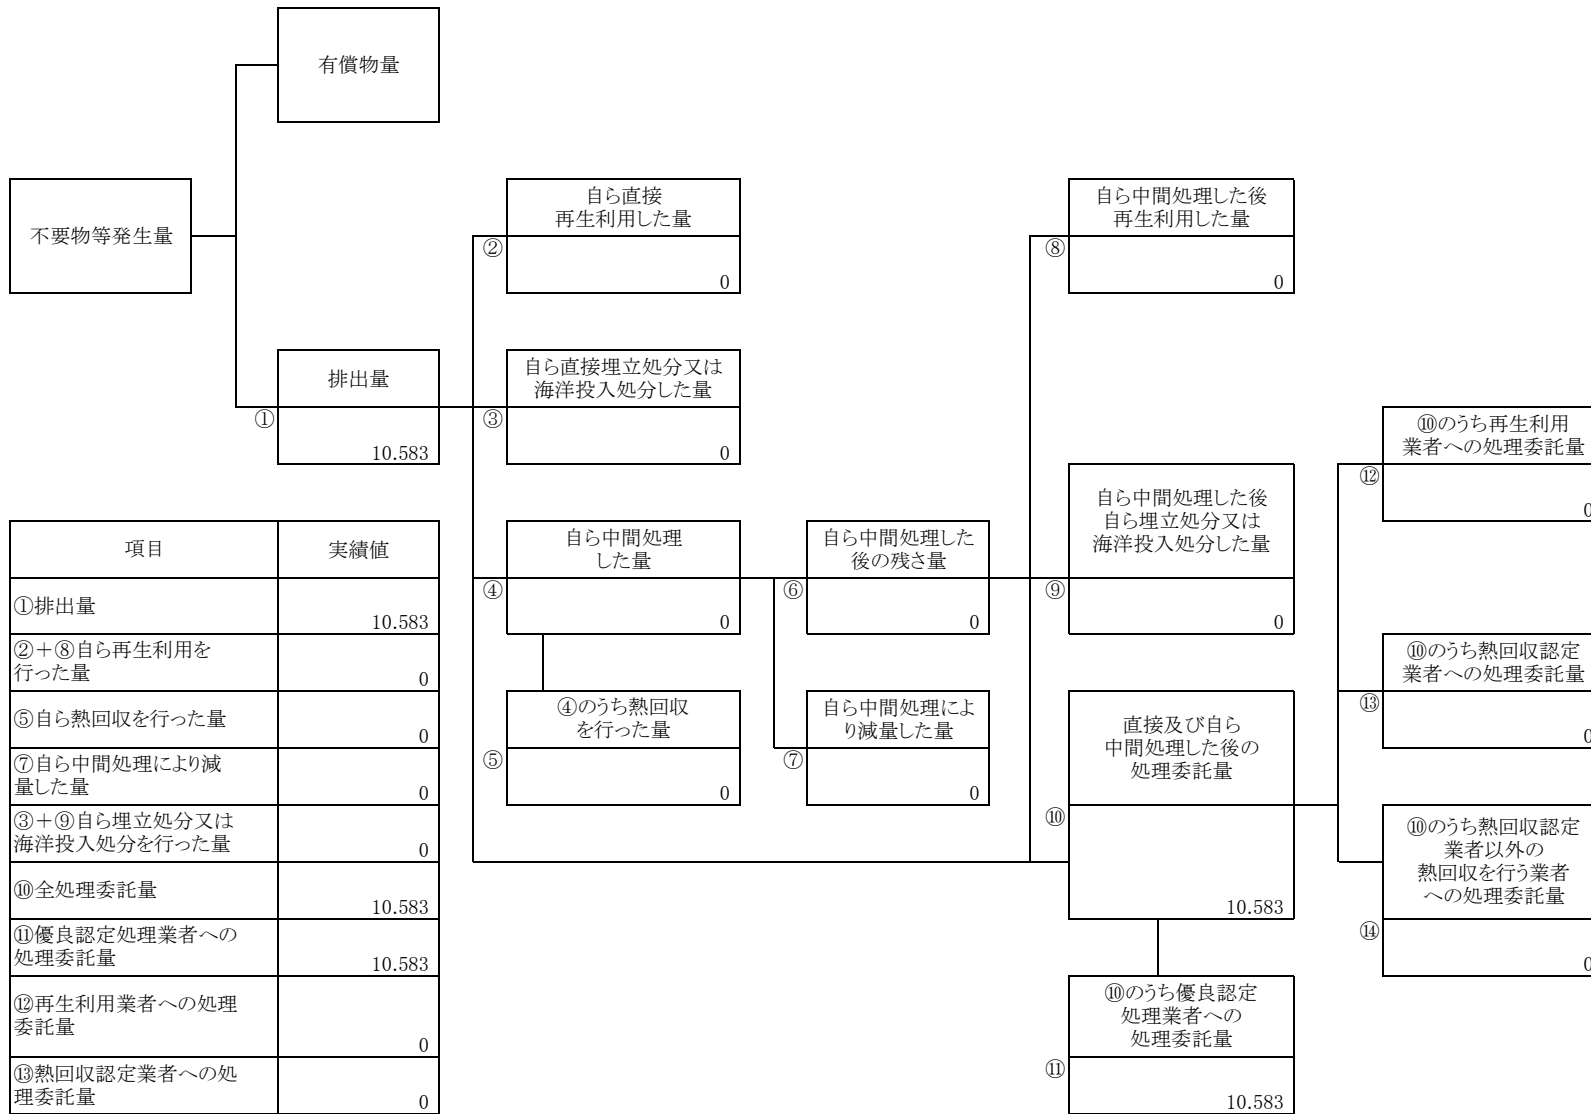 有償物量
不要物等発生量
排出量
①
10.583
自ら直接
再生利用した量
②
0
自ら直接埋立処分又は
海洋投入処分した量
③
0
自ら中間処理
した量
④
0
④のうち熱回収
を行った量
⑤
0
自ら中間処理した
後の残さ量
⑥
0
自ら中間処理によ
り減量した量
⑦
0
自ら中間処理した後
再生利用した量
⑧
0
自ら中間処理した後
自ら埋立処分又は
海洋投入処分した量
⑨
0
直接及び自ら
中間処理した後の
処理委託量
⑩
10.583
⑩のうち優良認定
処理業者への
処理委託量
⑪
10.583
⑩のうち再生利用
業者への処理委託量
⑫
0
⑩のうち熱回収認定
業者への処理委託量
⑬
0
⑩のうち熱回収認定
業者以外の
熱回収を行う業者
への処理委託量
⑭
0
項目 実績値
①排出量 10.583
②+⑧自ら再生利用を
行った量 0
⑤自ら熱回収を行った量 0
⑦自ら中間処理により減
量した量 0
③+⑨自ら埋立処分又は
海洋投入処分を行った量 0
⑩全処理委託量 10.583
⑪優良認定処理業者への
処理委託量 10.583
⑫再生利用業者への処理
委託量 0
⑬熱回収認定業者への処
理委託量 0